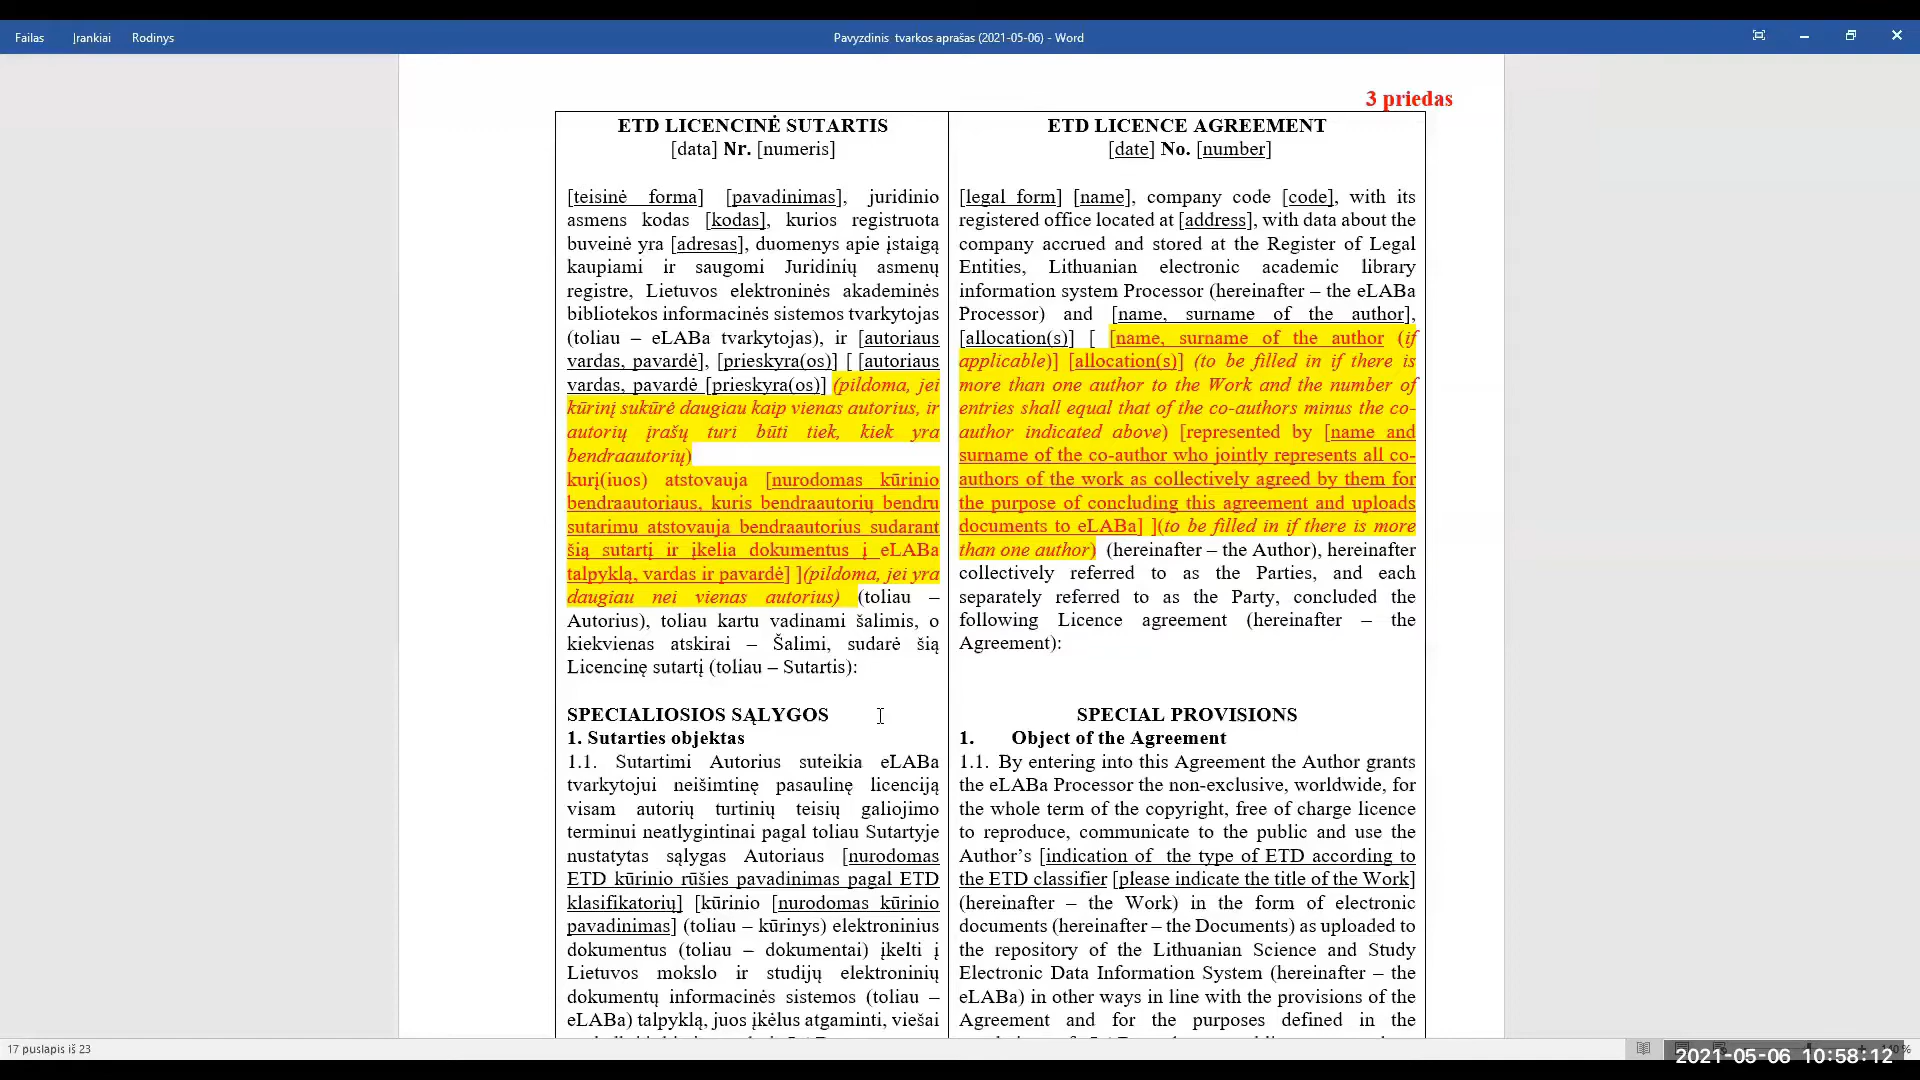 Failas Įrankiai Rodinys
Pavyzdinis tvarkos aprašas (2021-05-06) - Word
3 priedas
ETD LICENCINĖ SUTARTIS
[data] Nr. [numeris]
[teisinė forma] [pavadinimas], juridinio
asmens kodas [kodas], kurios registruota
buveinė yra [adresas], duomenys apie įstaigą
kaupiami ir saugomi Juridinių asmenų
registre, Lietuvos elektroninės akademinės
bibliotekos informacinės sistemos tvarkytojas
(toliau – eLABa tvarkytojas), ir [autoriaus
vardas, pavardė], [prieskyra(os)] [ [autoriaus
vardas, pavardė [prieskyra(os)] (pildoma, jei
kūrinį sukūrė daugiau kaip vienas autorius, ir
autorių įrašų turi būti tiek, kiek yra
bendraautorių)
kurį(iuos) atstovauja [nurodomas kūrinio
bendraautoriaus, kuris bendraautorių bendru
sutarimu atstovauja bendraautorius sudarant
šią sutartį ir įkelia dokumentus į eLABa
talpyklą, vardas ir pavardė] ](pildoma, jei yra
daugiau nei vienas autorius) (toliau –
Autorius), toliau kartu vadinami šalimis, o
kiekvienas atskirai – Šalimi, sudarė šią
Licencinę sutartį (toliau – Sutartis):
SPECIALIOSIOS SĄLYGOS
1. Sutarties objektas
1.1. Sutartimi Autorius suteikia eLABa
tvarkytojui neišimtinę pasaulinę licenciją
visam autorių turtinių teisių galiojimo
terminui neatlygintinai pagal toliau Sutartyje
nustatytas sąlygas Autoriaus [nurodomas
ETD kūrinio rūšies pavadinimas pagal ETD
klasifikatorių] [kūrinio [nurodomas kūrinio
pavadinimas] (toliau – kūrinys) elektroninius
dokumentus (toliau – dokumentai) įkelti į
Lietuvos mokslo ir studijų elektroninių
dokumentų informacinės sistemos (toliau –
eLABa) talpyklą, juos įkėlus atgaminti, viešai
ETD LICENCE AGREEMENT
[date] No. [number]
[legal form] [name], company code [code], with its
registered office located at [address], with data about the
company accrued and stored at the Register of Legal
Entities, Lithuanian electronic academic library
information system Processor (hereinafter – the eLABa
Processor) and [name, surname of the author],
[allocation(s)] [ [name, surname of the author (if
applicable)] [allocation(s)] (to be filled in if there is
more than one author to the Work and the number of
entries shall equal that of the co-authors minus the co-
author indicated above) [represented by [name and
surname of the co-author who jointly represents all co-
authors of the work as collectively agreed by them for
the purpose of concluding this agreement and uploads
documents to eLABa] ](to be filled in if there is more
than one author) (hereinafter – the Author), hereinafter
collectively referred to as the Parties, and each
separately referred to as the Party, concluded the
following Licence agreement (hereinafter – the
Agreement):
SPECIAL PROVISIONS
1. Object of the Agreement
1.1. By entering into this Agreement the Author grants
the eLABa Processor the non-exclusive, worldwide, for
the whole term of the copyright, free of charge licence
to reproduce, communicate to the public and use the
Author’s [indication of the type of ETD according to
the ETD classifier [please indicate the title of the Work]
(hereinafter – the Work) in the form of electronic
documents (hereinafter – the Documents) as uploaded to
the repository of the Lithuanian Science and Study
Electronic Data Information System (hereinafter – the
eLABa) in other ways in line with the provisions of the
Agreement and for the purposes defined in the
17 puslapis iš 23
2021-05-06 10:58:12